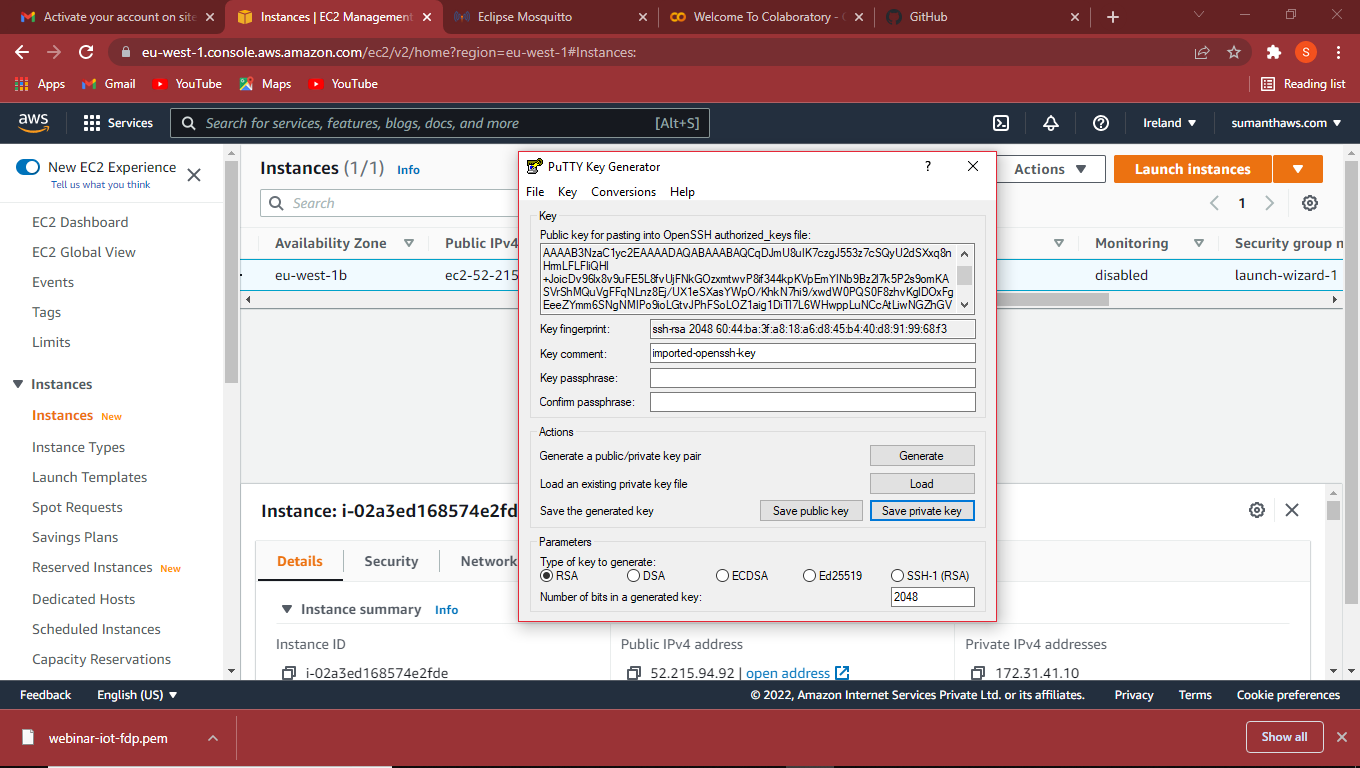 Activate your account on site
Instances | EC2 Management
Eclipse Mosquitto
Welcome To Colaboratory -
GitHub
eu-west-1.console.aws.amazon.com/ec2/v2/home?region=eu-west-1#Instances:
S
Apps
Gmail
YouTube
Maps
YouTube
Reading list
aws
Services
Search for services, features, blogs, docs, and more
[Alt+S]
Ireland
sumanthaws.com
New EC2 Experience
Tell us what you think
EC2 Dashboard
EC2 Global View
Events
Tags
Limits
Instances
Instances New
Instance Types
Launch Templates
Spot Requests
Savings Plans
Reserved Instances New
Dedicated Hosts
Scheduled Instances
Capacity Reservations
Instances (1/1) Info
Actions
Launch instances
Search
1
Availability Zone
Public IPv4
Monitoring
Security group n
eu-west-1b
ec2-52-215
disabled
launch-wizard-1
PuTTY Key Generator
?
File Key Conversions Help
Key
Public key for pasting into OpenSSH authorized_keys file:
Key fingerprint:
ssh-rsa 2048 60:44:ba:3f:a8:18:a6:d8:45:b4:40:d8:91:99:68:f3
Key comment:
imported-openssh-key
Key passphrase:
Confirm passphrase:
Actions
Generate a public/private key pair
Generate
Load an existing private key file
Load
Save the generated key
Save public key
Save private key
Parameters
Type of key to generate:
RSA DSA ECDSA Ed25519 SSH-1 (RSA)
Number of bits in a generated key:
2048
Instance: i-02a3ed168574e2fd
Details
Security
Network
Instance summary Info
Instance ID
i-02a3ed168574e2fde
Public IPv4 address
52.215.94.92 | open address
Private IPv4 addresses
172.31.41.10
Feedback
English (US)
© 2022, Amazon Internet Services Private Ltd. or its affiliates.
Privacy
Terms
Cookie preferences
webinar-iot-fdp.pem
Show all